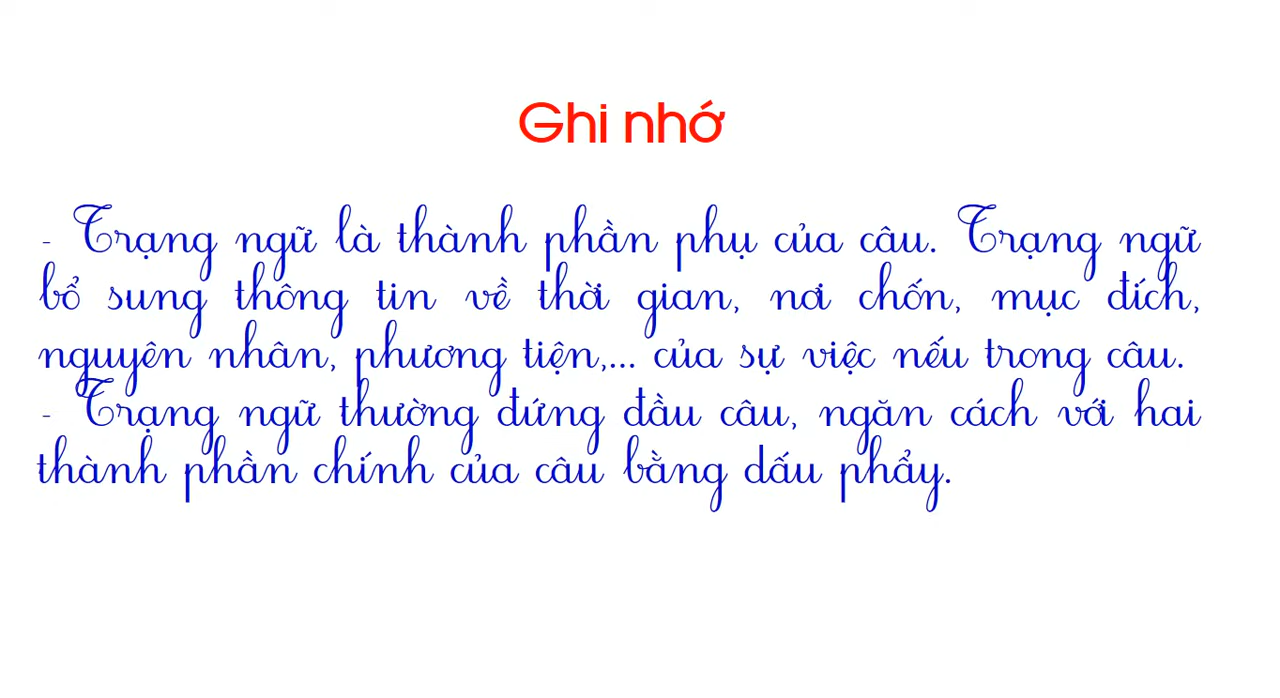 Ghi nhớ
- Trạng ngữ là thành phần phụ của câu. Trạng ngữ
bổ sung thông tin về thời gian, nơi chốn, mục đích,
nguyên nhân, phương tiện,... của sự việc nếu trong câu.
- Trạng ngữ thường đứng đầu câu, ngăn cách với hai
thành phần chính của câu bằng dấu phẩy.